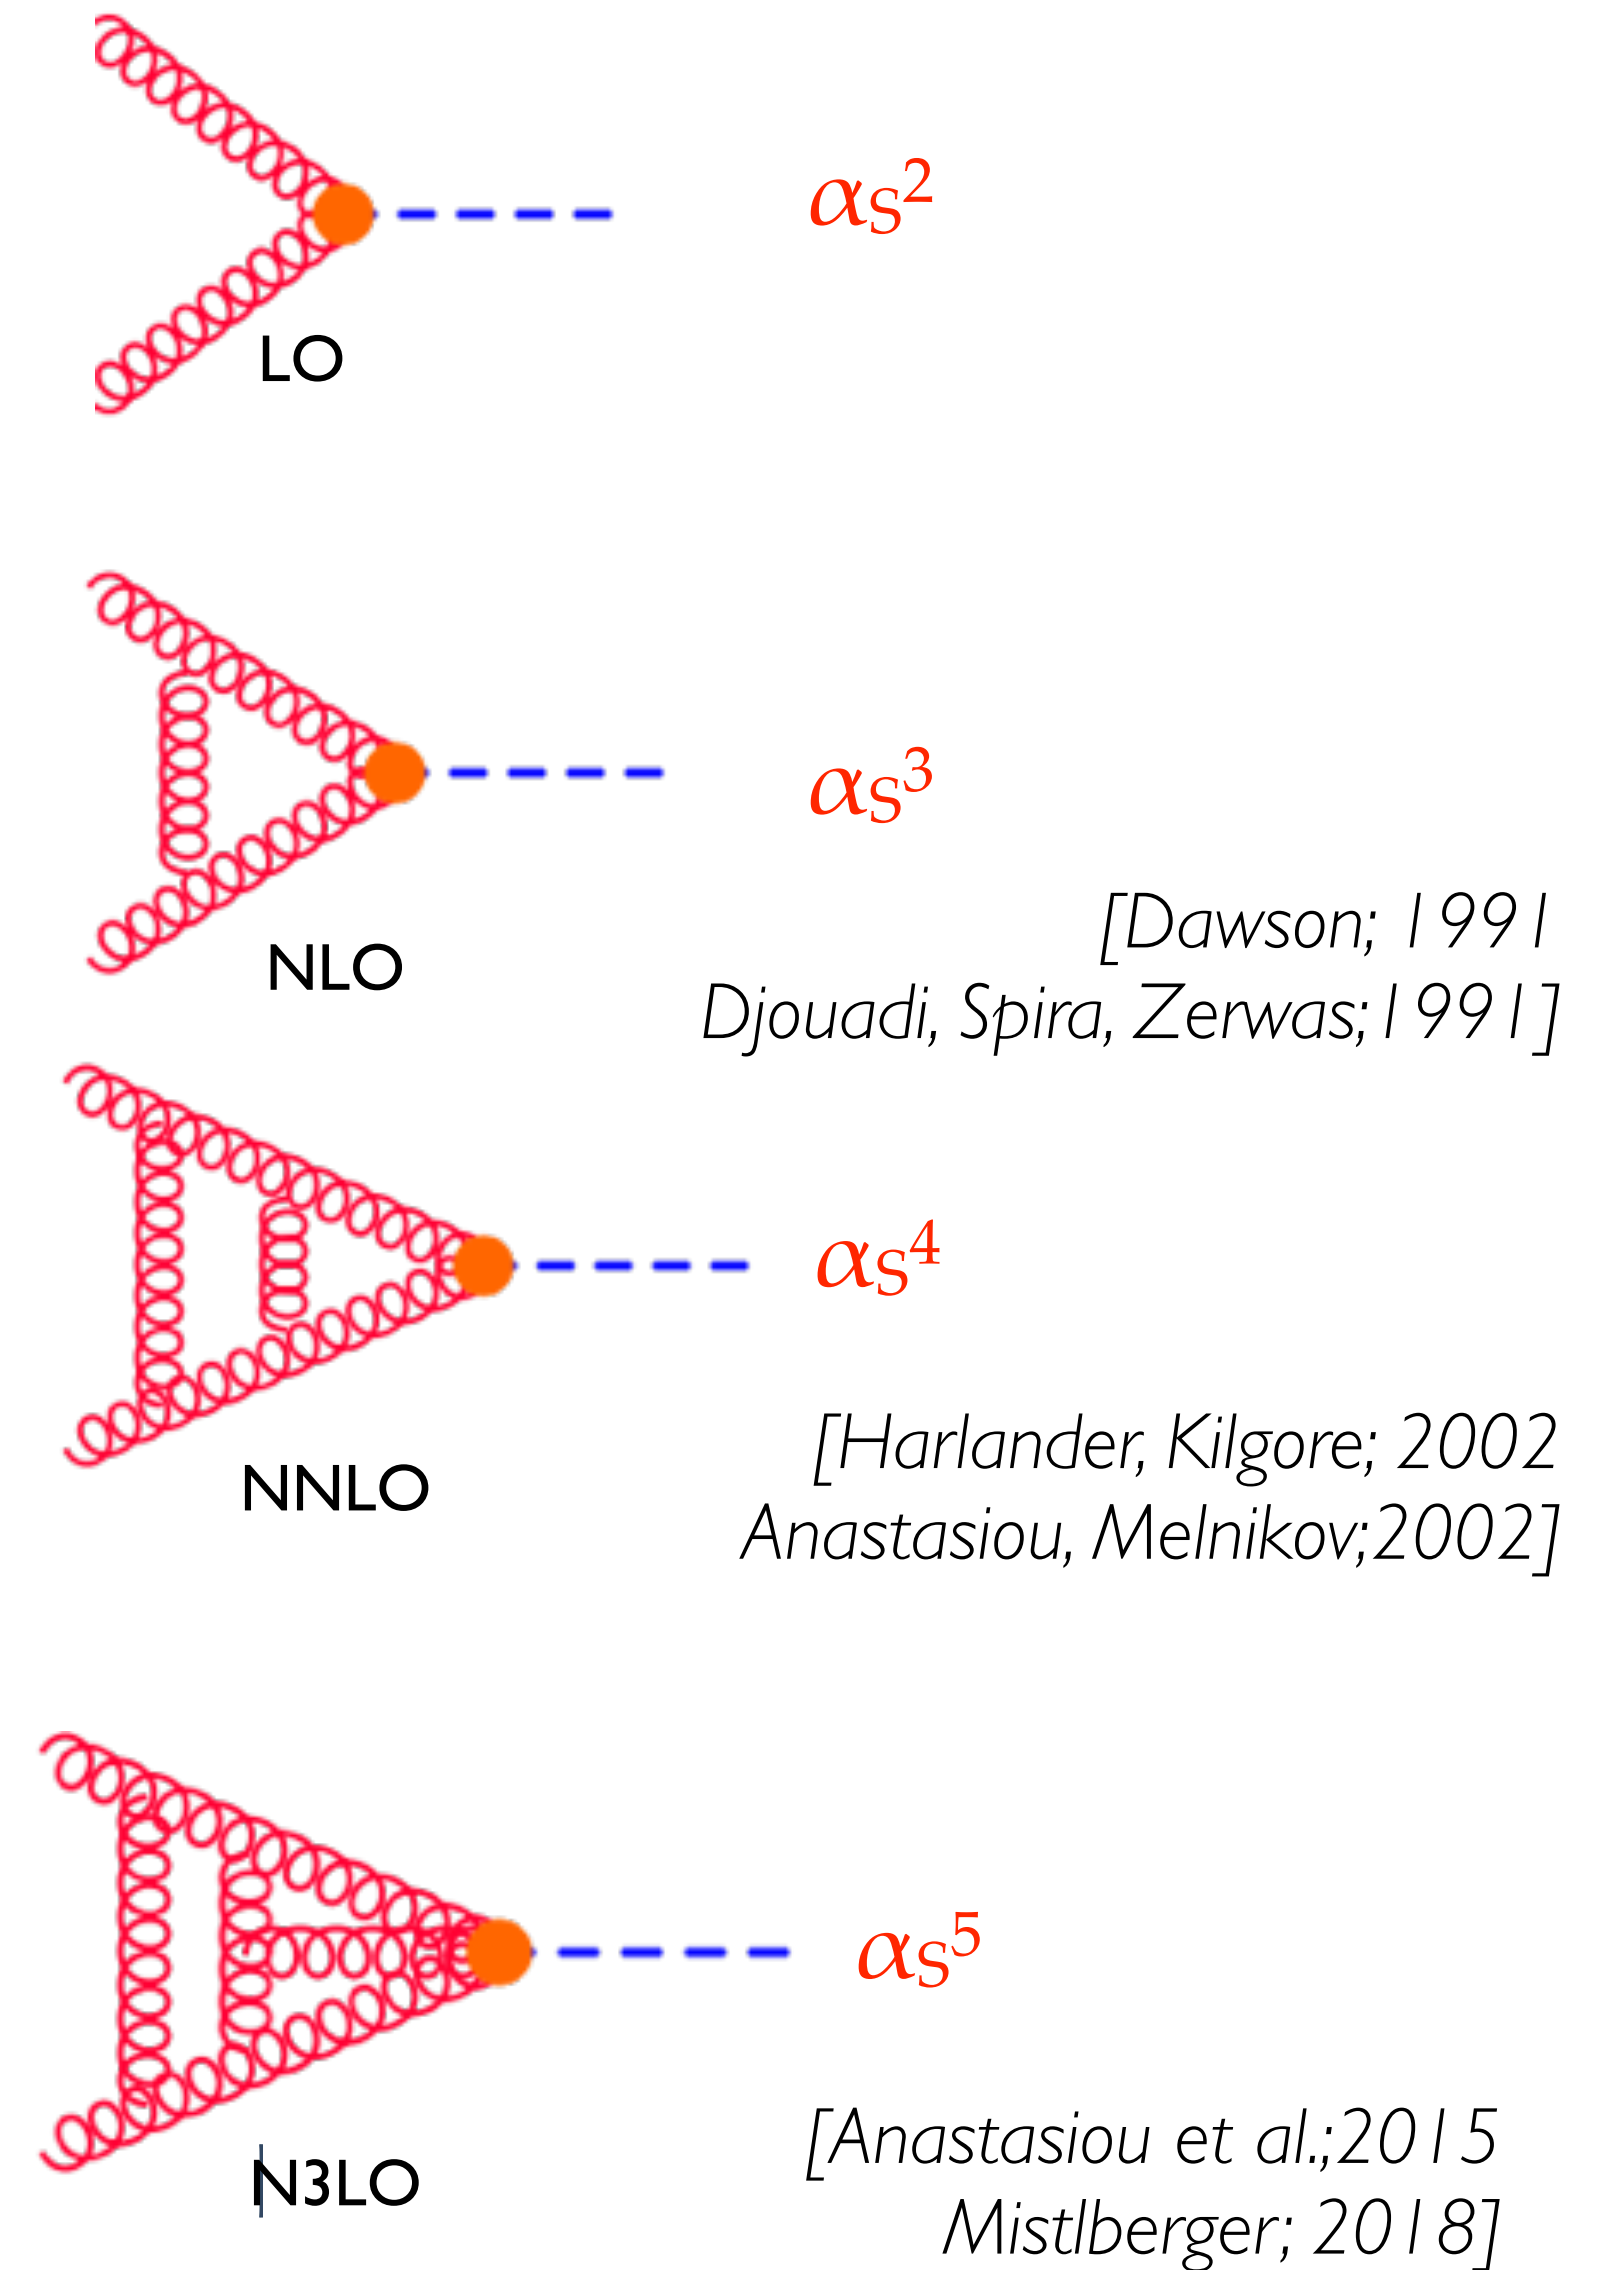 αS²
LO
αS³
[Dawson; 1991
NLO
Djouadi, Spira, Zerwas;1991]
αS⁴
[Harlander, Kilgore; 2002
NNLO
Anastasiou, Melnikov;2002]
αS⁵
[Anastasiou et al.;2015
N3LO
Mistlberger; 2018]